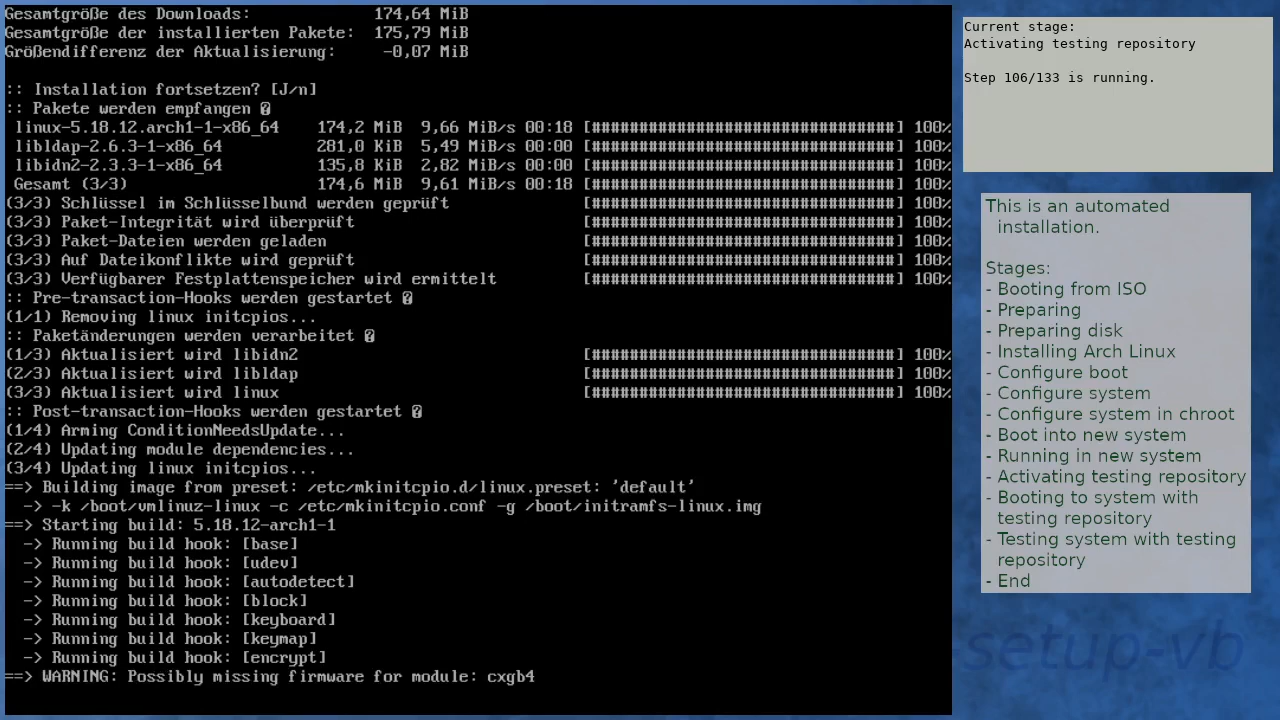 Gesamtgröße des Downloads:             174,64 MiB
Gesamtgröße der installierten Pakete:  175,79 MiB
Größendifferenz der Aktualisierung:     -0,07 MiB
:: Installation fortsetzen? [J/n]
:: Pakete werden empfangen �
linux-5.18.12.arch1-1-x86_64    174,2 MiB  9,66 MiB/s 00:18 [################################] 100%
libldap-2.6.3-1-x86_64          281,0 KiB  5,49 MiB/s 00:00 [################################] 100%
libidn2-2.3.3-1-x86_64          135,8 KiB  2,82 MiB/s 00:00 [################################] 100%
Gesamt (3/3)                    174,6 MiB  9,61 MiB/s 00:18 [################################] 100%
(3/3) Schlüssel im Schlüsselbund werden geprüft              [################################] 100%
(3/3) Paket-Integrität wird überprüft                        [################################] 100%
(3/3) Paket-Dateien werden geladen                           [################################] 100%
(3/3) Auf Dateikonflikte wird geprüft                        [################################] 100%
(3/3) Verfügbarer Festplattenspeicher wird ermittelt         [################################] 100%
:: Pre-transaction-Hooks werden gestartet �
(1/1) Removing linux initcpios...
:: Paketänderungen werden verarbeitet �
(1/3) Aktualisiert wird libidn2                              [################################] 100%
(2/3) Aktualisiert wird libldap                              [################################] 100%
(3/3) Aktualisiert wird linux                                [################################] 100%
:: Post-transaction-Hooks werden gestartet �
(1/4) Arming ConditionNeedsUpdate...
(2/4) Updating module dependencies...
(3/4) Updating linux initcpios...
==> Building image from preset: /etc/mkinitcpio.d/linux.preset: 'default'
-> -k /boot/vmlinuz-linux -c /etc/mkinitcpio.conf -g /boot/initramfs-linux.img
==> Starting build: 5.18.12-arch1-1
-> Running build hook: [base]
-> Running build hook: [udev]
-> Running build hook: [autodetect]
-> Running build hook: [block]
-> Running build hook: [keyboard]
-> Running build hook: [keymap]
-> Running build hook: [encrypt]
==> WARNING: Possibly missing firmware for module: cxgb4
Current stage:
Activating testing repository
Step 106/133 is running.
This is an automated
installation.
Stages:
- Booting from ISO
- Preparing
- Preparing disk
- Installing Arch Linux
- Configure boot
- Configure system
- Configure system in chroot
- Boot into new system
- Running in new system
- Activating testing repository
- Booting to system with
testing repository
- Testing system with testing
repository
- End
-setup-vb